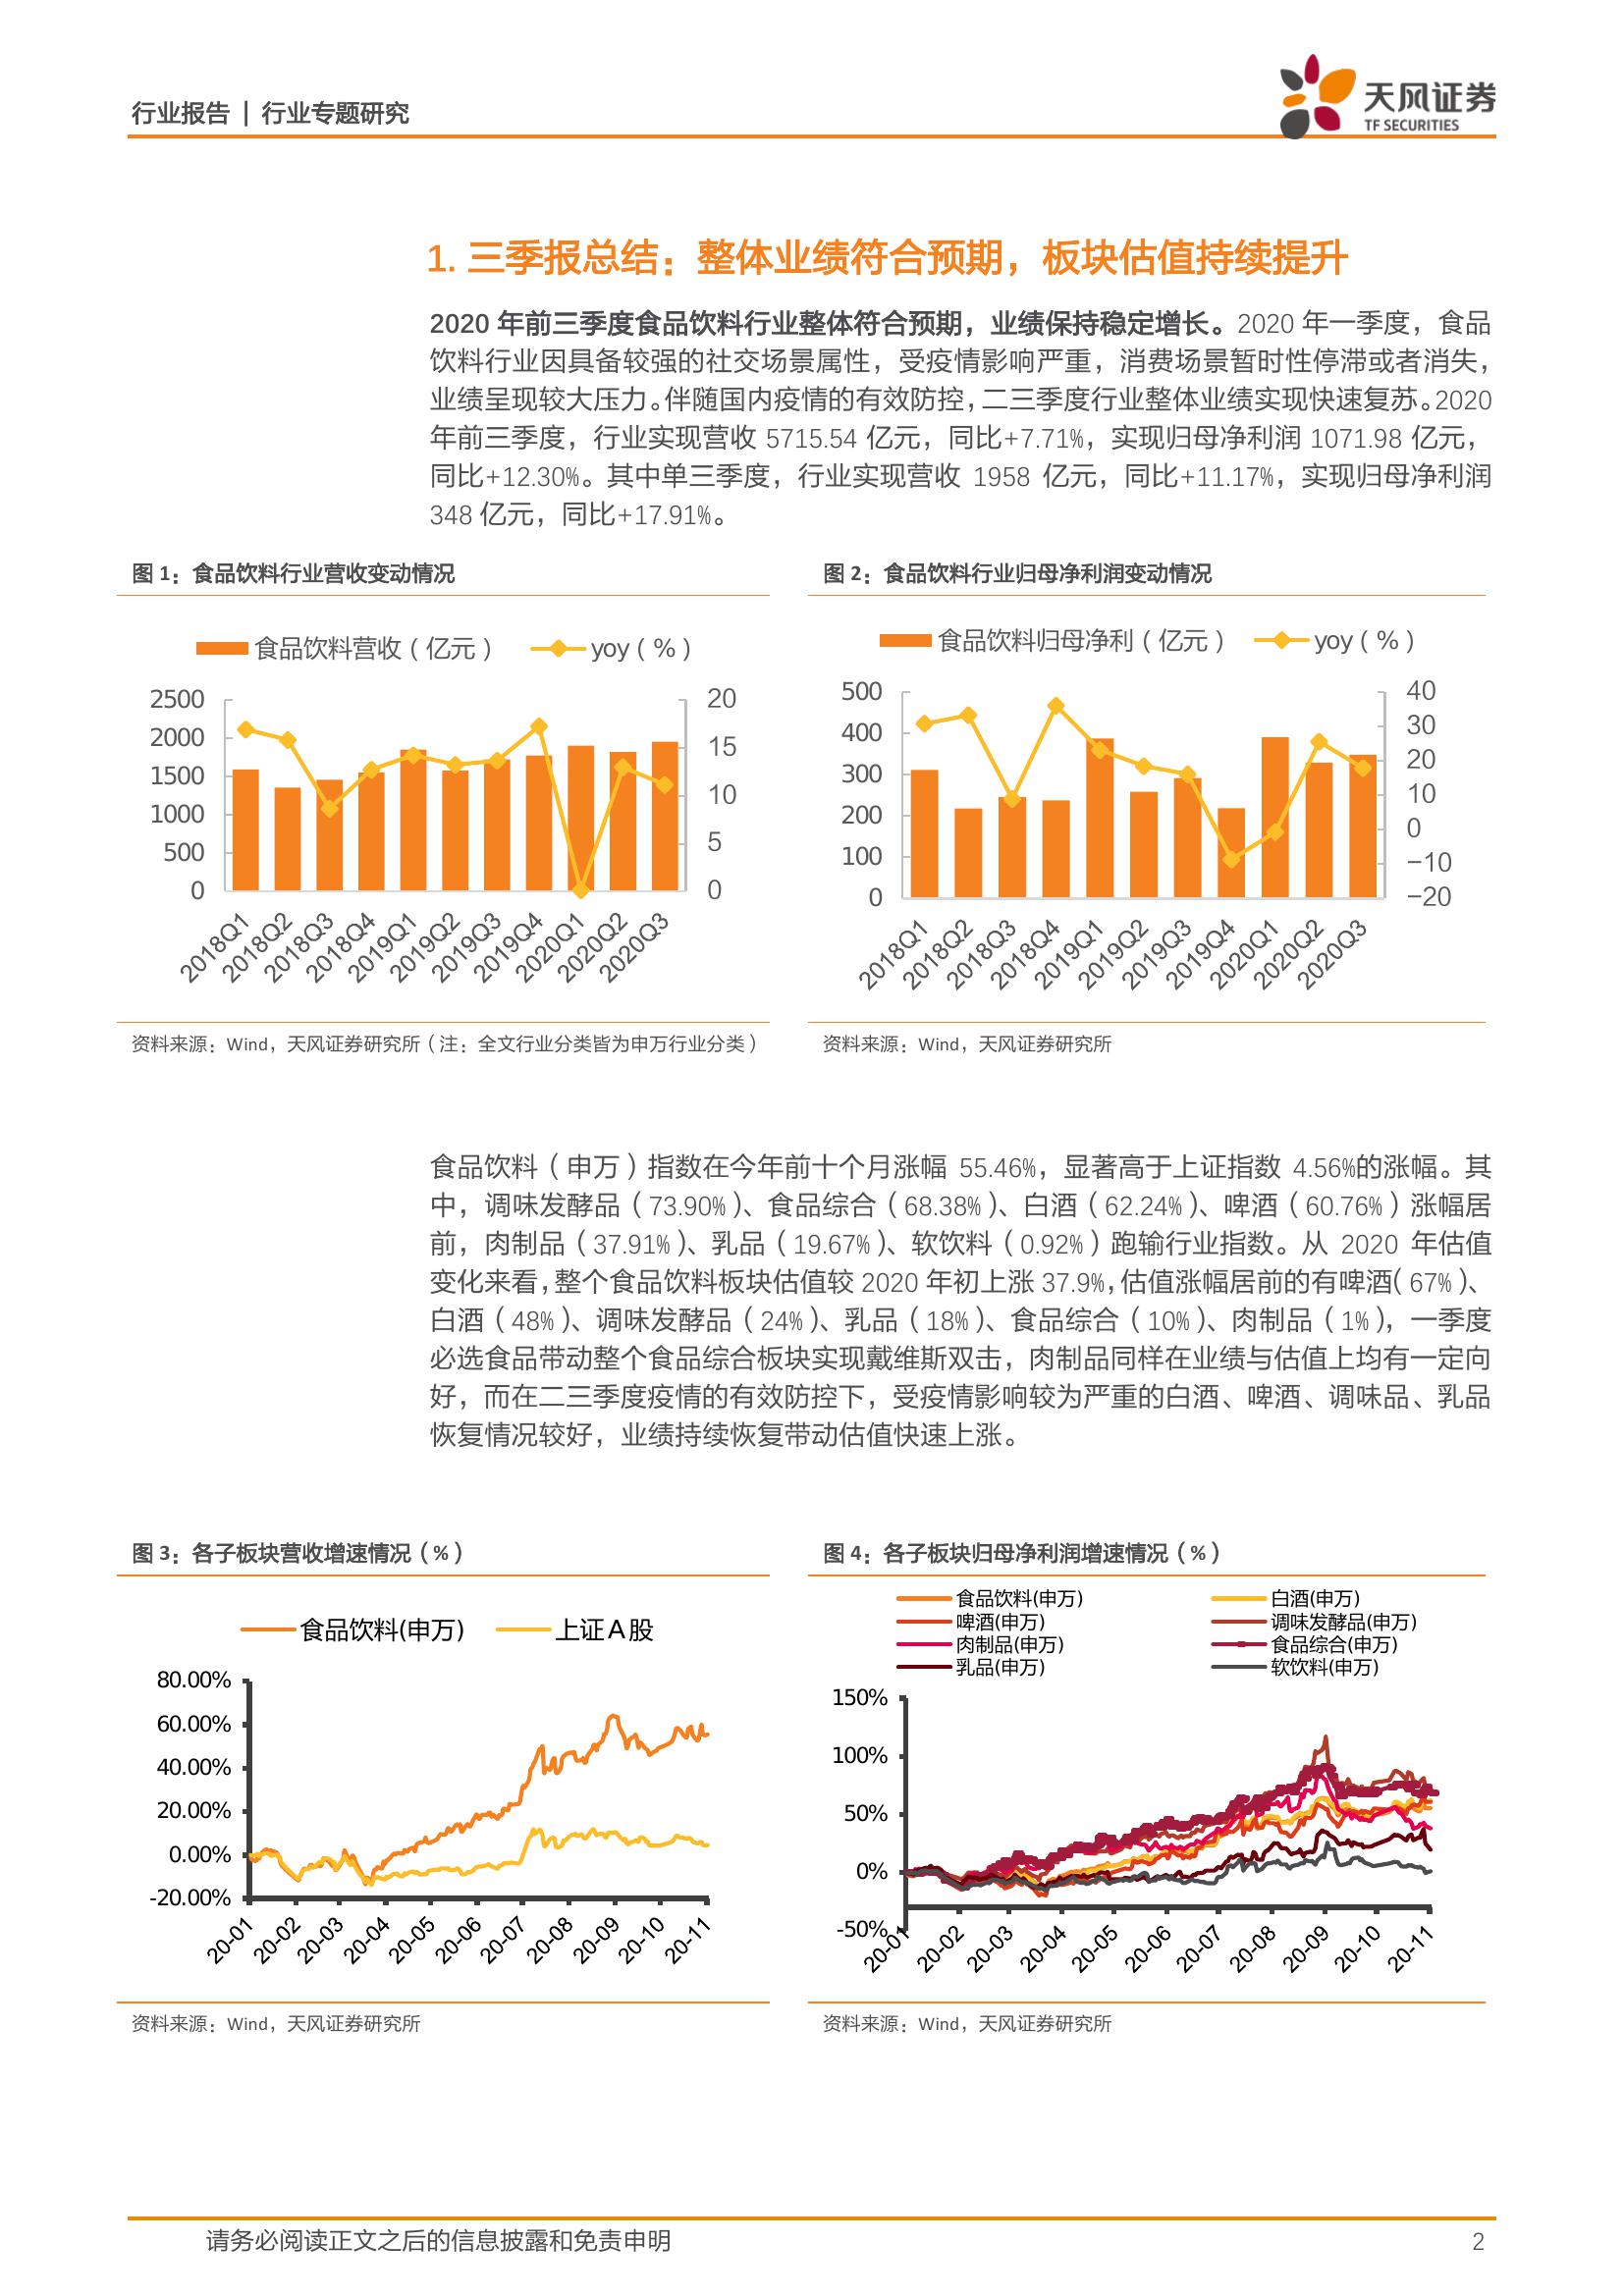 行业报告 | 行业专题研究
天风证券
TF SECURITIES
1. 三季报总结：整体业绩符合预期，板块估值持续提升
2020 年前三季度食品饮料行业整体符合预期，业绩保持稳定增长。2020 年一季度，食品
饮料行业因具备较强的社交场景属性，受疫情影响严重，消费场景暂时性停滞或者消失，
业绩呈现较大压力。伴随国内疫情的有效防控，二三季度行业整体业绩实现快速复苏。2020
年前三季度，行业实现营收 5715.54 亿元，同比+7.71%，实现归母净利润 1071.98 亿元，
同比+12.30%。其中单三季度，行业实现营收 1958 亿元，同比+11.17%，实现归母净利润
348 亿元，同比+17.91%。
图 1：食品饮料行业营收变动情况
食品饮料营收（亿元） yoy（%）
2500
2000
1500
1000
500
0
20
15
10
5
0
2018Q1
2018Q2
2018Q3
2018Q4
2019Q1
2019Q2
2019Q3
2019Q4
2020Q1
2020Q2
2020Q3
资料来源：Wind，天风证券研究所（注：全文行业分类皆为申万行业分类）
图 2：食品饮料行业归母净利润变动情况
食品饮料归母净利（亿元） yoy（%）
500
400
300
200
100
0
40
30
20
10
0
−10
−20
2018Q1
2018Q2
2018Q3
2018Q4
2019Q1
2019Q2
2019Q3
2019Q4
2020Q1
2020Q2
2020Q3
资料来源：Wind，天风证券研究所
食品饮料（申万）指数在今年前十个月涨幅 55.46%，显著高于上证指数 4.56%的涨幅。其
中，调味发酵品（73.90%）、食品综合（68.38%）、白酒（62.24%）、啤酒（60.76%）涨幅居
前，肉制品（37.91%）、乳品（19.67%）、软饮料（0.92%）跑输行业指数。从 2020 年估值
变化来看，整个食品饮料板块估值较 2020 年初上涨 37.9%，估值涨幅居前的有啤酒（67%）、
白酒（48%）、调味发酵品（24%）、乳品（18%）、食品综合（10%）、肉制品（1%），一季度
必选食品带动整个食品综合板块实现戴维斯双击，肉制品同样在业绩与估值上均有一定向
好，而在二三季度疫情的有效防控下，受疫情影响较为严重的白酒、啤酒、调味品、乳品
恢复情况较好，业绩持续恢复带动估值快速上涨。
图 3：各子板块营收增速情况（%）
食品饮料(申万) 上证A股
80.00%
60.00%
40.00%
20.00%
0.00%
-20.00%
20-01
20-02
20-03
20-04
20-05
20-06
20-07
20-08
20-09
20-10
20-11
资料来源：Wind，天风证券研究所
图 4：各子板块归母净利润增速情况（%）
食品饮料(申万) 白酒(申万)
啤酒(申万) 调味发酵品(申万)
肉制品(申万) 食品综合(申万)
乳品(申万) 软饮料(申万)
150%
100%
50%
0%
-50%
20-01
20-02
20-03
20-04
20-05
20-06
20-07
20-08
20-09
20-10
20-11
资料来源：Wind，天风证券研究所
请务必阅读正文之后的信息披露和免责申明 2